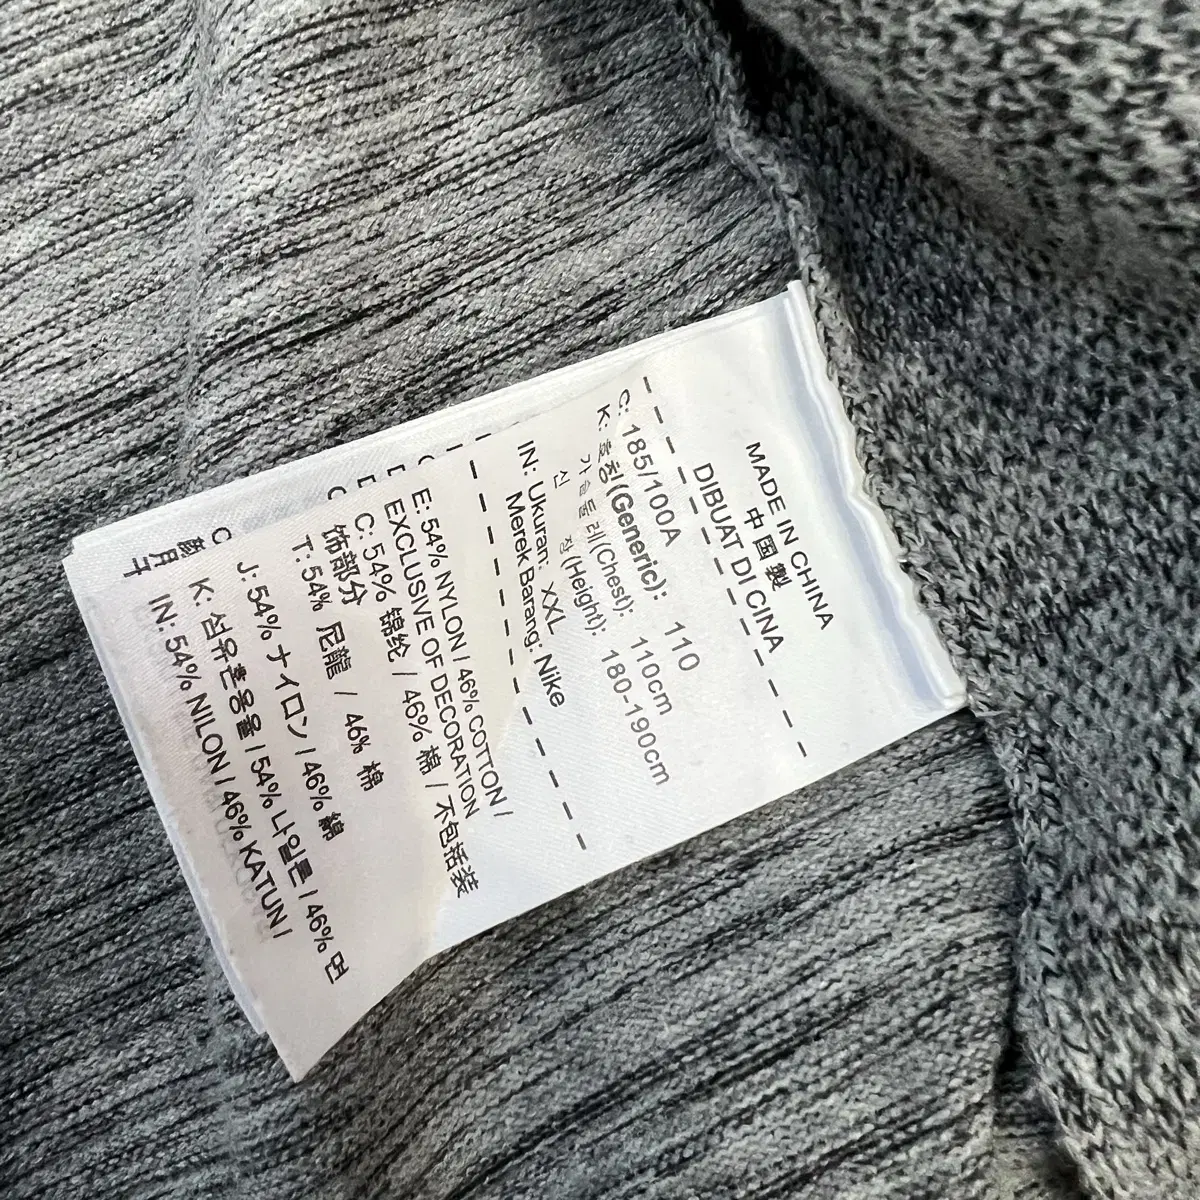 MADE IN CHINA
中國製
DIBUAT DI CINA
C: 185/100A
K: 호칭(Generic): 110
가슴둘레(Chest): 110cm
신 장(Height): 180-190cm
IN: Ukuran: XXL
Merek Barang: Nike
E: 54% NYLON / 46% COTTON /
EXCLUSIVE OF DECORATION
C: 54% 锦纶 / 46% 棉 / 不包括装
饰部分
T: 54% 尼龍 / 46% 棉
J: 54% ナイロン / 46% 綿
K: 섬유혼용율 / 54% 나일론 / 46% 면
IN: 54% NILON / 46% KATUN /